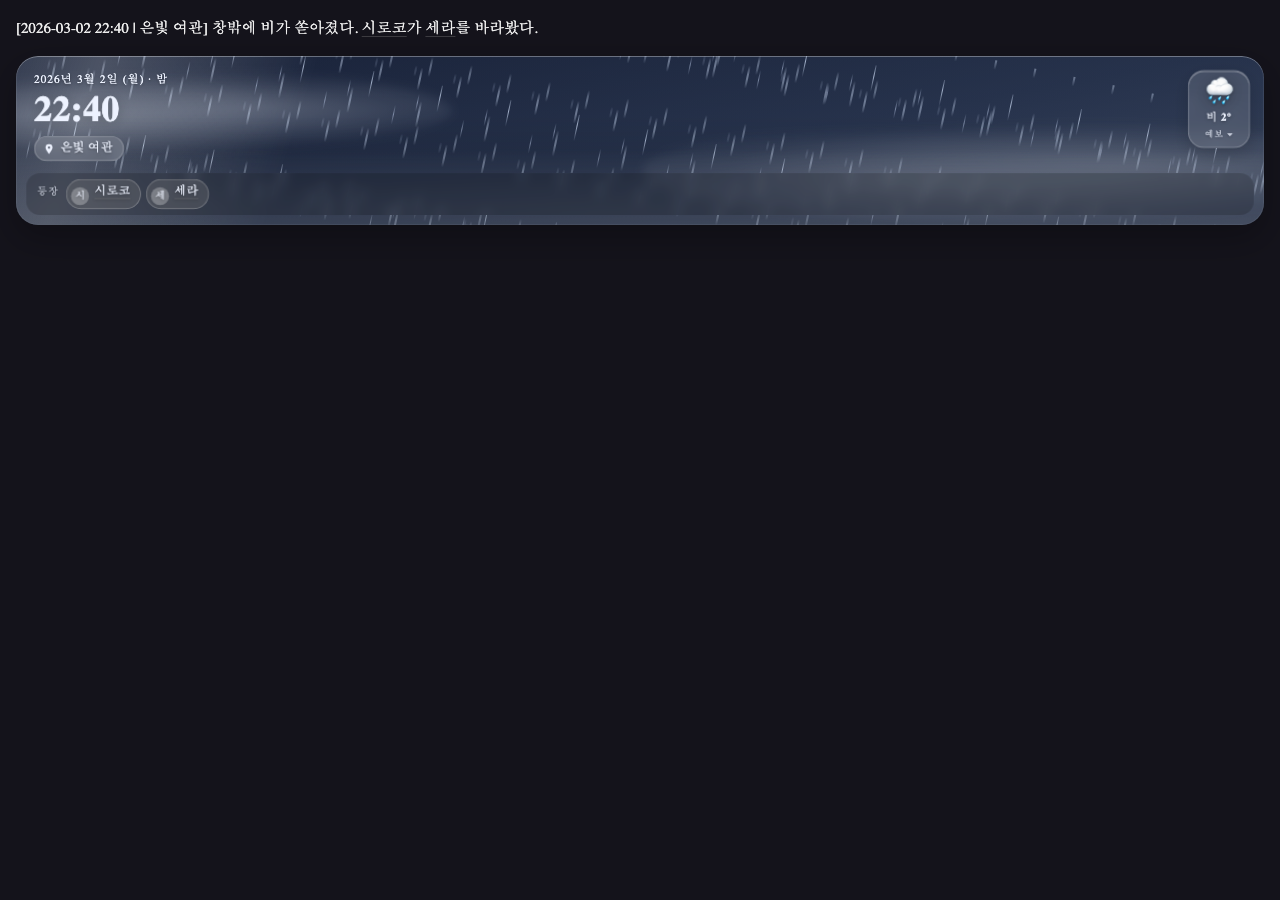 [2026-03-02 22:40 | 은빛 여관] 창밖에 비가 쏟아졌다. 시로코가 세라를 바라봤다.
2026년 3월 2일 (월) · 밤
22:40
은빛 여관
비 2°
예보
등장 시 시로코 세 세라